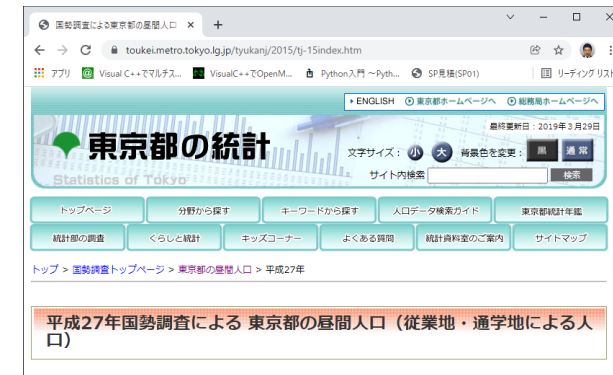 国勢調査による東京都の昼間人口 × +
toukei.metro.tokyo.lg.jp/tyukanj/2015/tj-15index.htm
アプリ Visual C++でマルチス... VisualC++でOpenM... Python入門 ~Pyth... SP見積(SP01) リーディング リスト
ENGLISH 東京都ホームページへ 総務局ホームページへ
最終更新日：2019年3月29日
東京都の統計
Statistics of Tokyo
文字サイズ： 小 大 背景色を変更： 黒 通常
サイト内検索 検索
トップページ 分野から探す キーワードから探す 人口データ検索ガイド 東京都統計年鑑
統計部の調査 くらしと統計 キッズコーナー よくある質問 統計資料室のご案内 サイトマップ
トップ > 国勢調査トップページ > 東京都の昼間人口 > 平成27年
平成27年国勢調査による 東京都の昼間人口（従業地・通学地による人
口）